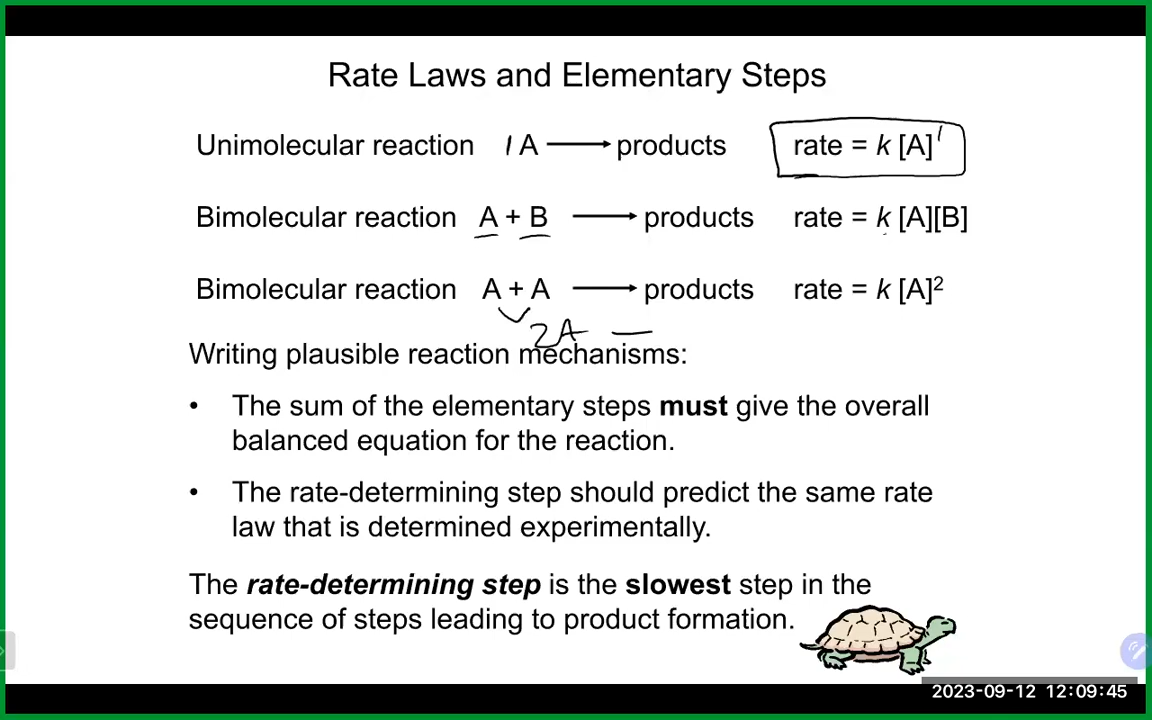 Rate Laws and Elementary Steps
Unimolecular reaction 1 A → products rate = k [A]1
Bimolecular reaction A + B → products rate = k [A][B]
Bimolecular reaction A + A → products rate = k [A]2
2A
Writing plausible reaction mechanisms:
• The sum of the elementary steps must give the overall
balanced equation for the reaction.
• The rate-determining step should predict the same rate
law that is determined experimentally.
The rate-determining step is the slowest step in the
sequence of steps leading to product formation.
2023-09-12 12:09:45